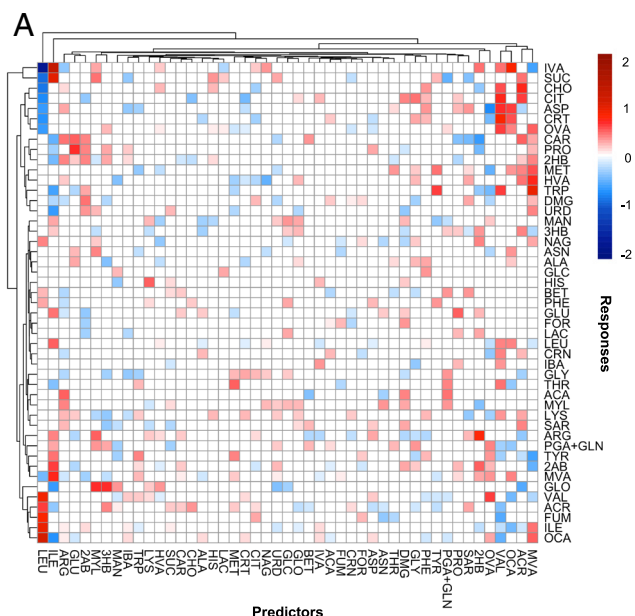 A
IVA
SUC
CHO
CIT
ASP
CRT
OVA
CAR
PRO
2HB
MET
HVA
TRP
DMG
URD
MAN
3HB
NAG
ASN
ALA
GLC
HIS
BET
PHE
GLU
FOR
LAC
LEU
CRN
IBA
GLY
THR
ACA
MYL
LYS
SAR
ARG
PGA+GLN
TYR
2AB
MVA
GLO
VAL
ACR
FUM
ILE
OCA
LEU
ILE
ARG
GLU
2AB
MYL
3HB
MAN
IBA
TRP
LYS
HVA
SUC
CAR
CHO
ALA
HIS
LAC
MET
CRT
CIT
NAG
URD
GLC
GLO
BET
IVA
ACA
FUM
CRN
FOR
ASP
ASN
THR
DMG
GLY
PHE
TYR
PGA+GLN
PRO
SAR
2HB
OVA
VAL
OCA
ACR
MVA
Predictors
Responses
2
1
0
-1
-2